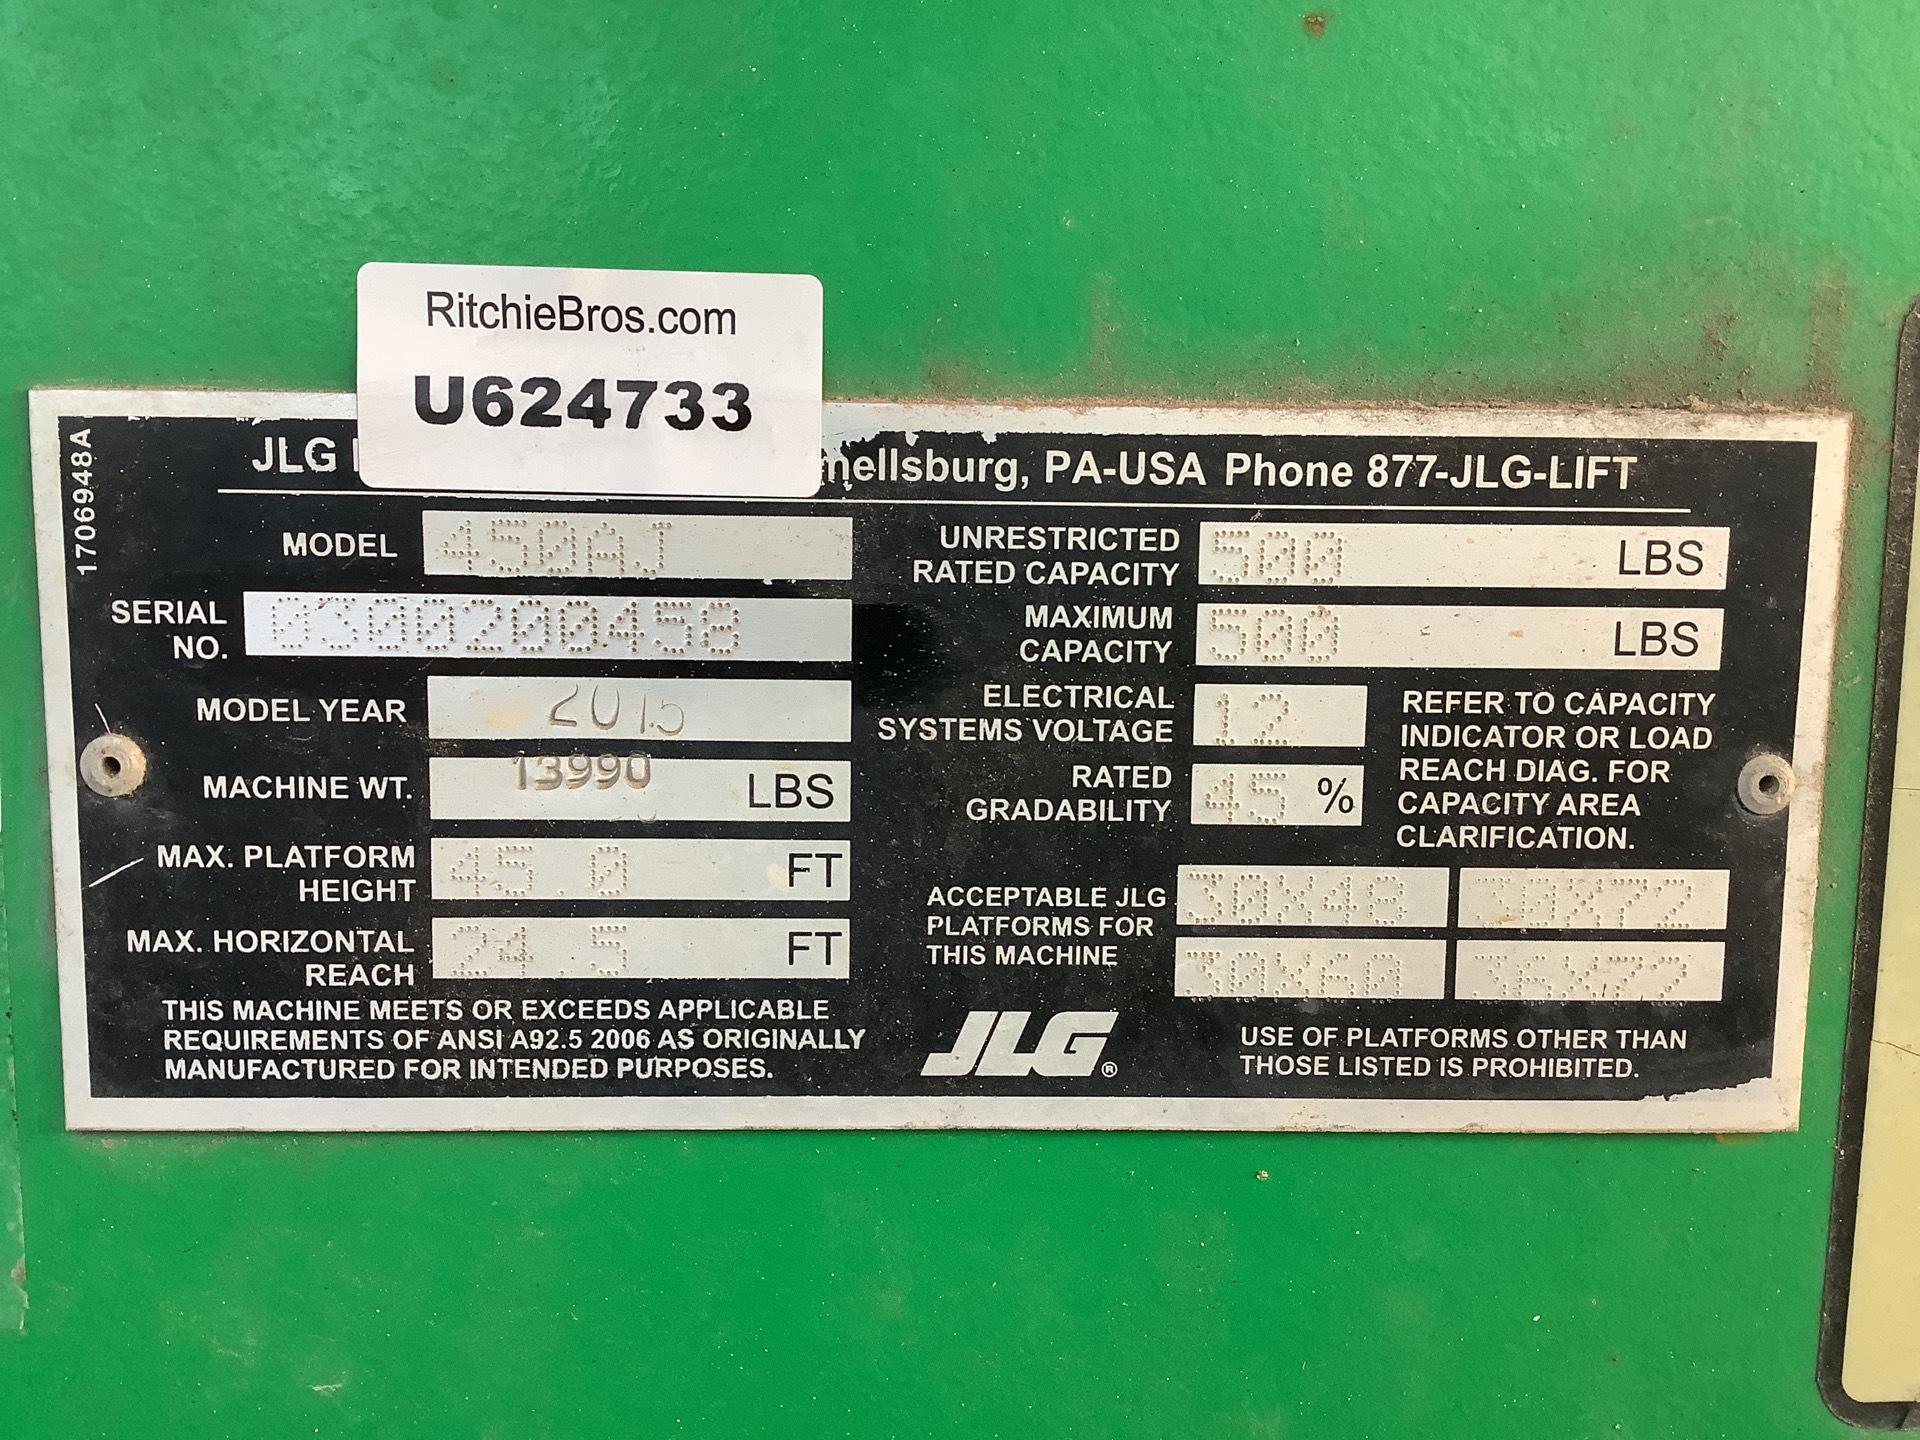 RitchieBros.com
U624733
1706948A
JLG nellsburg, PA-USA Phone 877-JLG-LIFT
MODEL 450AJ
SERIAL NO. 0300200458
MODEL YEAR 2015
MACHINE WT. 13990 LBS
MAX. PLATFORM HEIGHT 45.0 FT
MAX. HORIZONTAL REACH 24.5 FT
THIS MACHINE MEETS OR EXCEEDS APPLICABLE
REQUIREMENTS OF ANSI A92.5 2006 AS ORIGINALLY
MANUFACTURED FOR INTENDED PURPOSES.
UNRESTRICTED RATED CAPACITY 500 LBS
MAXIMUM CAPACITY 500 LBS
ELECTRICAL SYSTEMS VOLTAGE 12
RATED GRADABILITY 45 %
REFER TO CAPACITY
INDICATOR OR LOAD
REACH DIAG. FOR
CAPACITY AREA
CLARIFICATION.
ACCEPTABLE JLG
PLATFORMS FOR
THIS MACHINE
30X48 30X72
30X60 36X72
JLG®
USE OF PLATFORMS OTHER THAN
THOSE LISTED IS PROHIBITED.